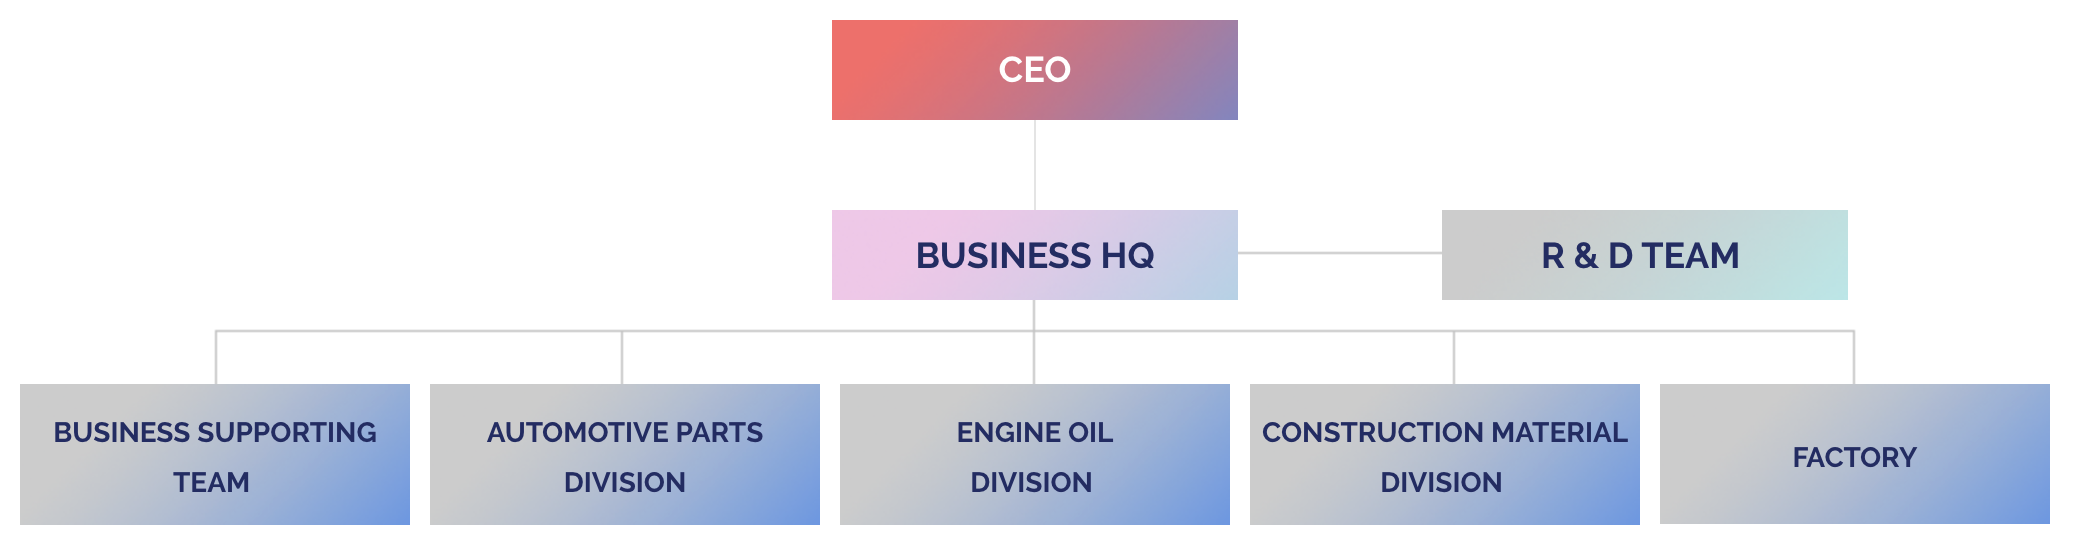 CEO
BUSINESS HQ
R & D TEAM
BUSINESS SUPPORTING
TEAM
AUTOMOTIVE PARTS
DIVISION
ENGINE OIL
DIVISION
CONSTRUCTION MATERIAL
DIVISION
FACTORY